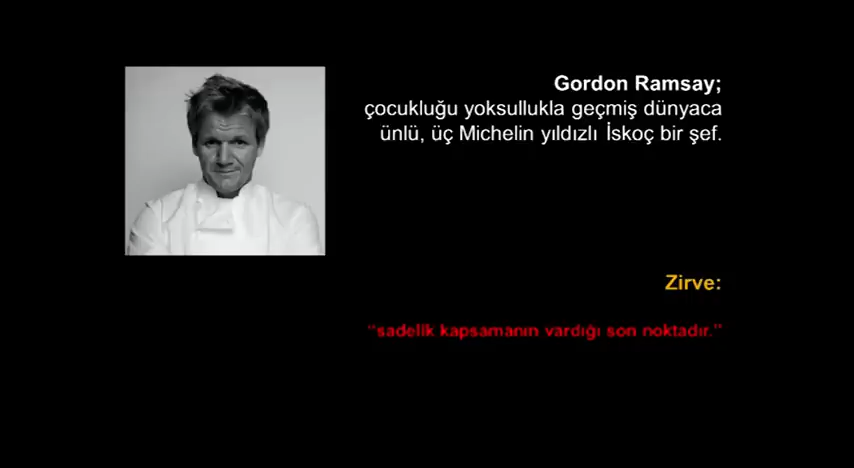 Gordon Ramsay;
çocukluğu yoksullukla geçmiş dünyaca
ünlü, üç Michelin yıldızlı İskoç bir şef.
Zirve:
“sadelik kapsamanın vardığı son noktadır.”